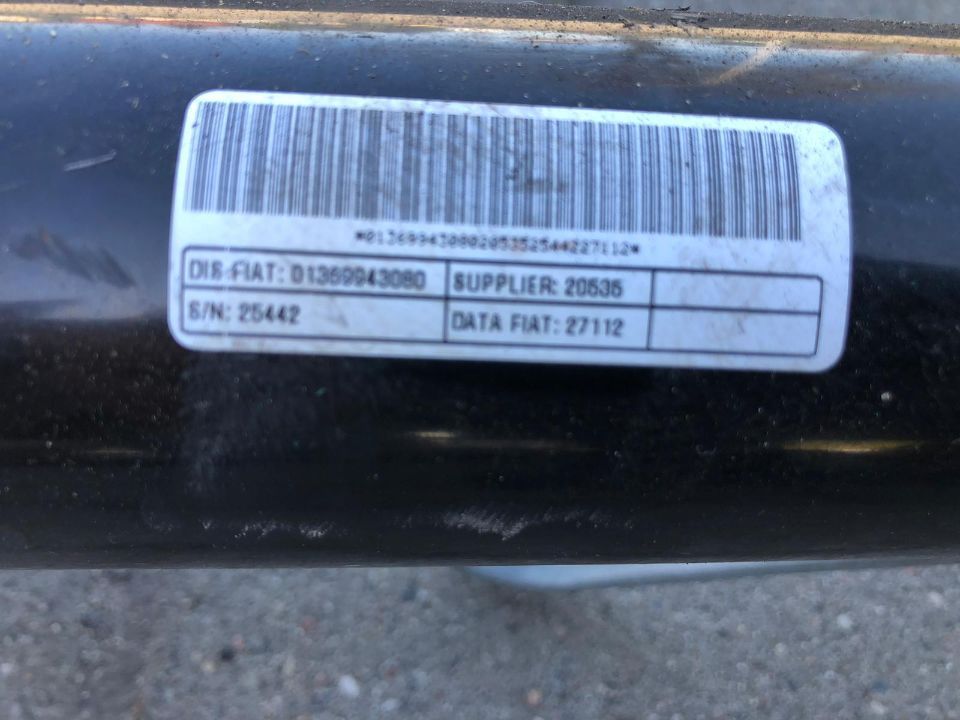 *01369943080205352544227112*
DIS FIAT: 01369943080 SUPPLIER: 20535
S/N: 25442 DATA FIAT: 27112